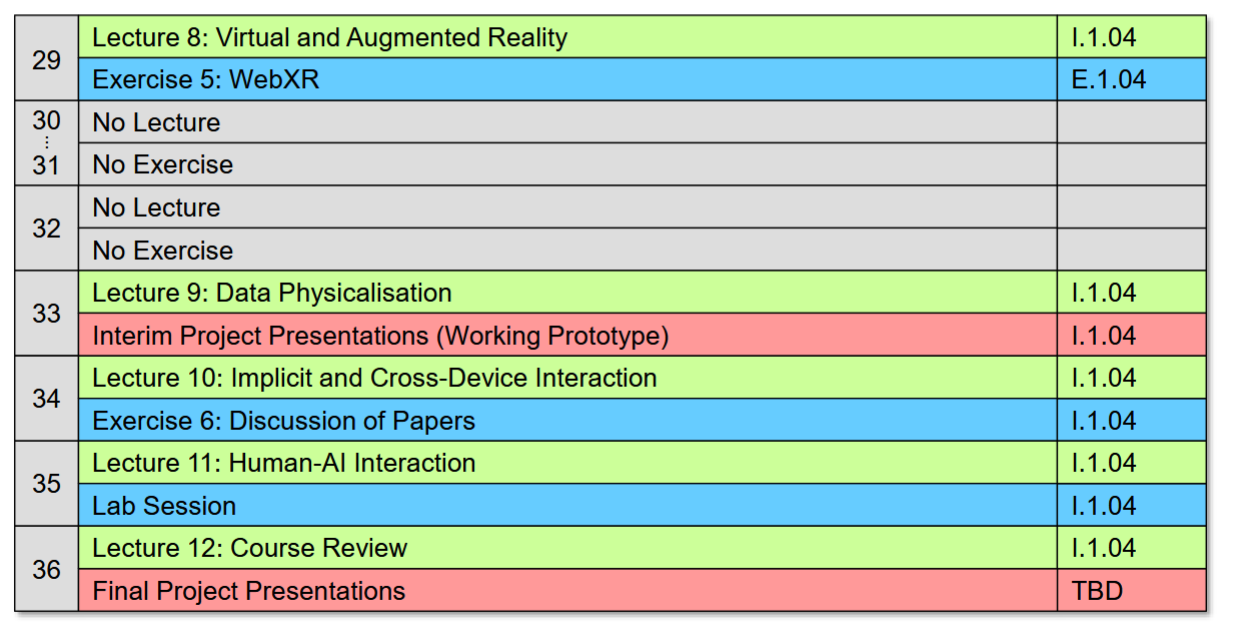 29
Lecture 8: Virtual and Augmented Reality I.1.04
Exercise 5: WebXR E.1.04
30
⋮
31
No Lecture
No Exercise
32
No Lecture
No Exercise
33
Lecture 9: Data Physicalisation I.1.04
Interim Project Presentations (Working Prototype) I.1.04
34
Lecture 10: Implicit and Cross-Device Interaction I.1.04
Exercise 6: Discussion of Papers I.1.04
35
Lecture 11: Human-AI Interaction I.1.04
Lab Session I.1.04
36
Lecture 12: Course Review I.1.04
Final Project Presentations TBD